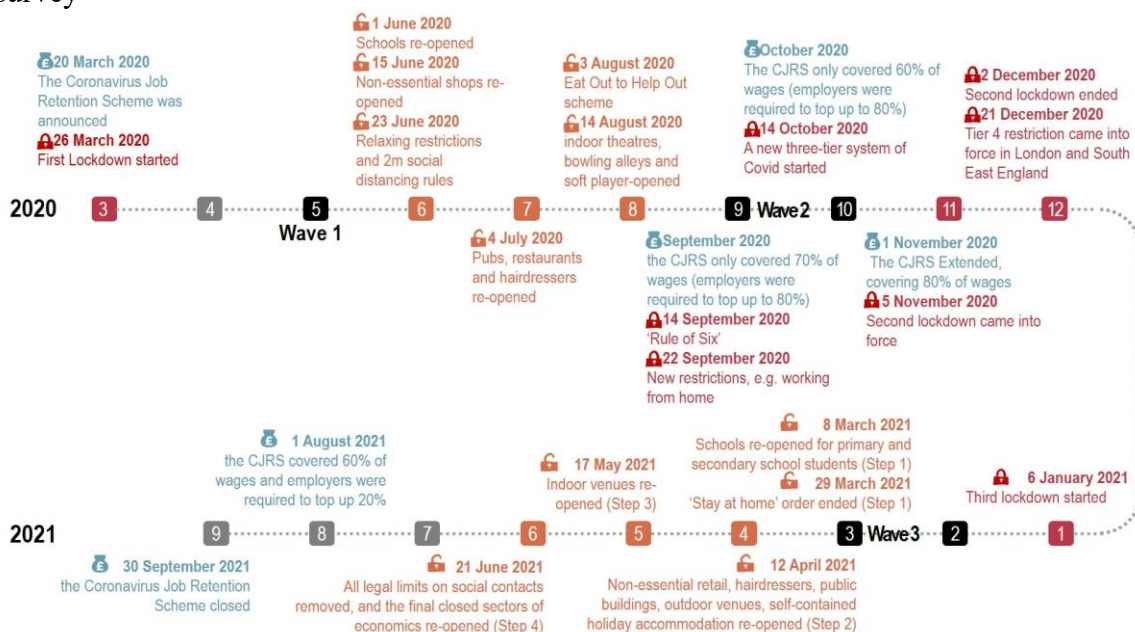 survey
20 March 2020
The Coronavirus Job
Retention Scheme was
announced
26 March 2020
First Lockdown started
1 June 2020
Schools re-opened
15 June 2020
Non-essential shops re-
opened
23 June 2020
Relaxing restrictions
and 2m social
distancing rules
3 August 2020
Eat Out to Help Out
scheme
14 August 2020
indoor theatres,
bowling alleys and
soft player-opened
October 2020
The CJRS only covered 60% of
wages (employers were
required to top up to 80%)
14 October 2020
A new three-tier system of
Covid started
2 December 2020
Second lockdown ended
21 December 2020
Tier 4 restriction came into
force in London and South
East England
2020 3 4 5 6 7 8 9 Wave 2 10 11 12
Wave 1
4 July 2020
Pubs, restaurants
and hairdressers
re-opened
September 2020
the CJRS only covered 70% of
wages (employers were
required to top up to 80%)
14 September 2020
'Rule of Six'
22 September 2020
New restrictions, e.g. working
from home
1 November 2020
The CJRS Extended,
covering 80% of wages
5 November 2020
Second lockdown came into
force
1 August 2021
the CJRS covered 60% of
wages and employers were
required to top up 20%
17 May 2021
Indoor venues re-
opened (Step 3)
8 March 2021
Schools re-opened for primary and
secondary school students (Step 1)
29 March 2021
'Stay at home' order ended (Step 1)
6 January 2021
Third lockdown started
2021 9 8 7 6 5 4 3 Wave 3 2 1
30 September 2021
the Coronavirus Job Retention
Scheme closed
21 June 2021
All legal limits on social contacts
removed, and the final closed sectors of
economics re-opened (Step 4)
12 April 2021
Non-essential retail, hairdressers, public
buildings, outdoor venues, self-contained
holiday accommodation re-opened (Step 2)